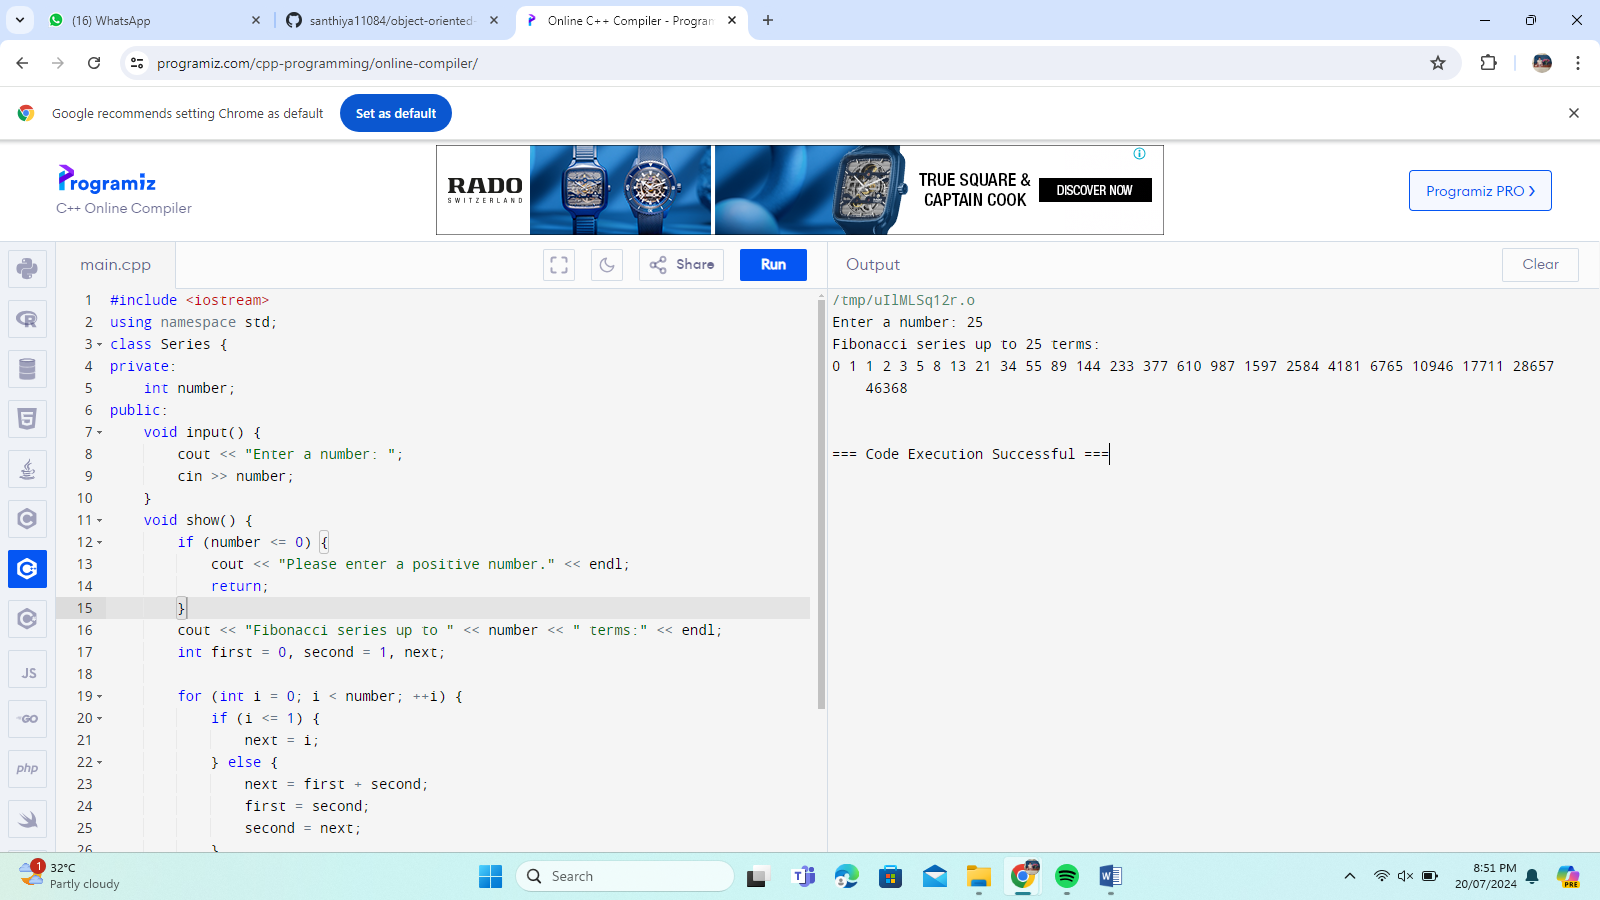 (16) WhatsApp
santhiya11084/object-oriented-
Online C++ Compiler - Program
programiz.com/cpp-programming/online-compiler/
Google recommends setting Chrome as default
Set as default
Programiz
C++ Online Compiler
RADO
SWITZERLAND
TRUE SQUARE &
CAPTAIN COOK
DISCOVER NOW
Programiz PRO
main.cpp
Share
Run
Output
Clear
1 #include <iostream>
2 using namespace std;
3 class Series {
4 private:
5 int number;
6 public:
7 void input() {
8 cout << "Enter a number: ";
9 cin >> number;
10 }
11 void show() {
12 if (number <= 0) {
13 cout << "Please enter a positive number." << endl;
14 return;
15 }
16 cout << "Fibonacci series up to " << number << " terms:" << endl;
17 int first = 0, second = 1, next;
18
19 for (int i = 0; i < number; ++i) {
20 if (i <= 1) {
21 next = i;
22 } else {
23 next = first + second;
24 first = second;
25 second = next;
26 }
/tmp/uIlMLSq12r.o
Enter a number: 25
Fibonacci series up to 25 terms:
0 1 1 2 3 5 8 13 21 34 55 89 144 233 377 610 987 1597 2584 4181 6765 10946 17711 28657
46368
=== Code Execution Successful ===
JS
GO
php
1
32°C
Partly cloudy
Search
8:51 PM
20/07/2024
PRE